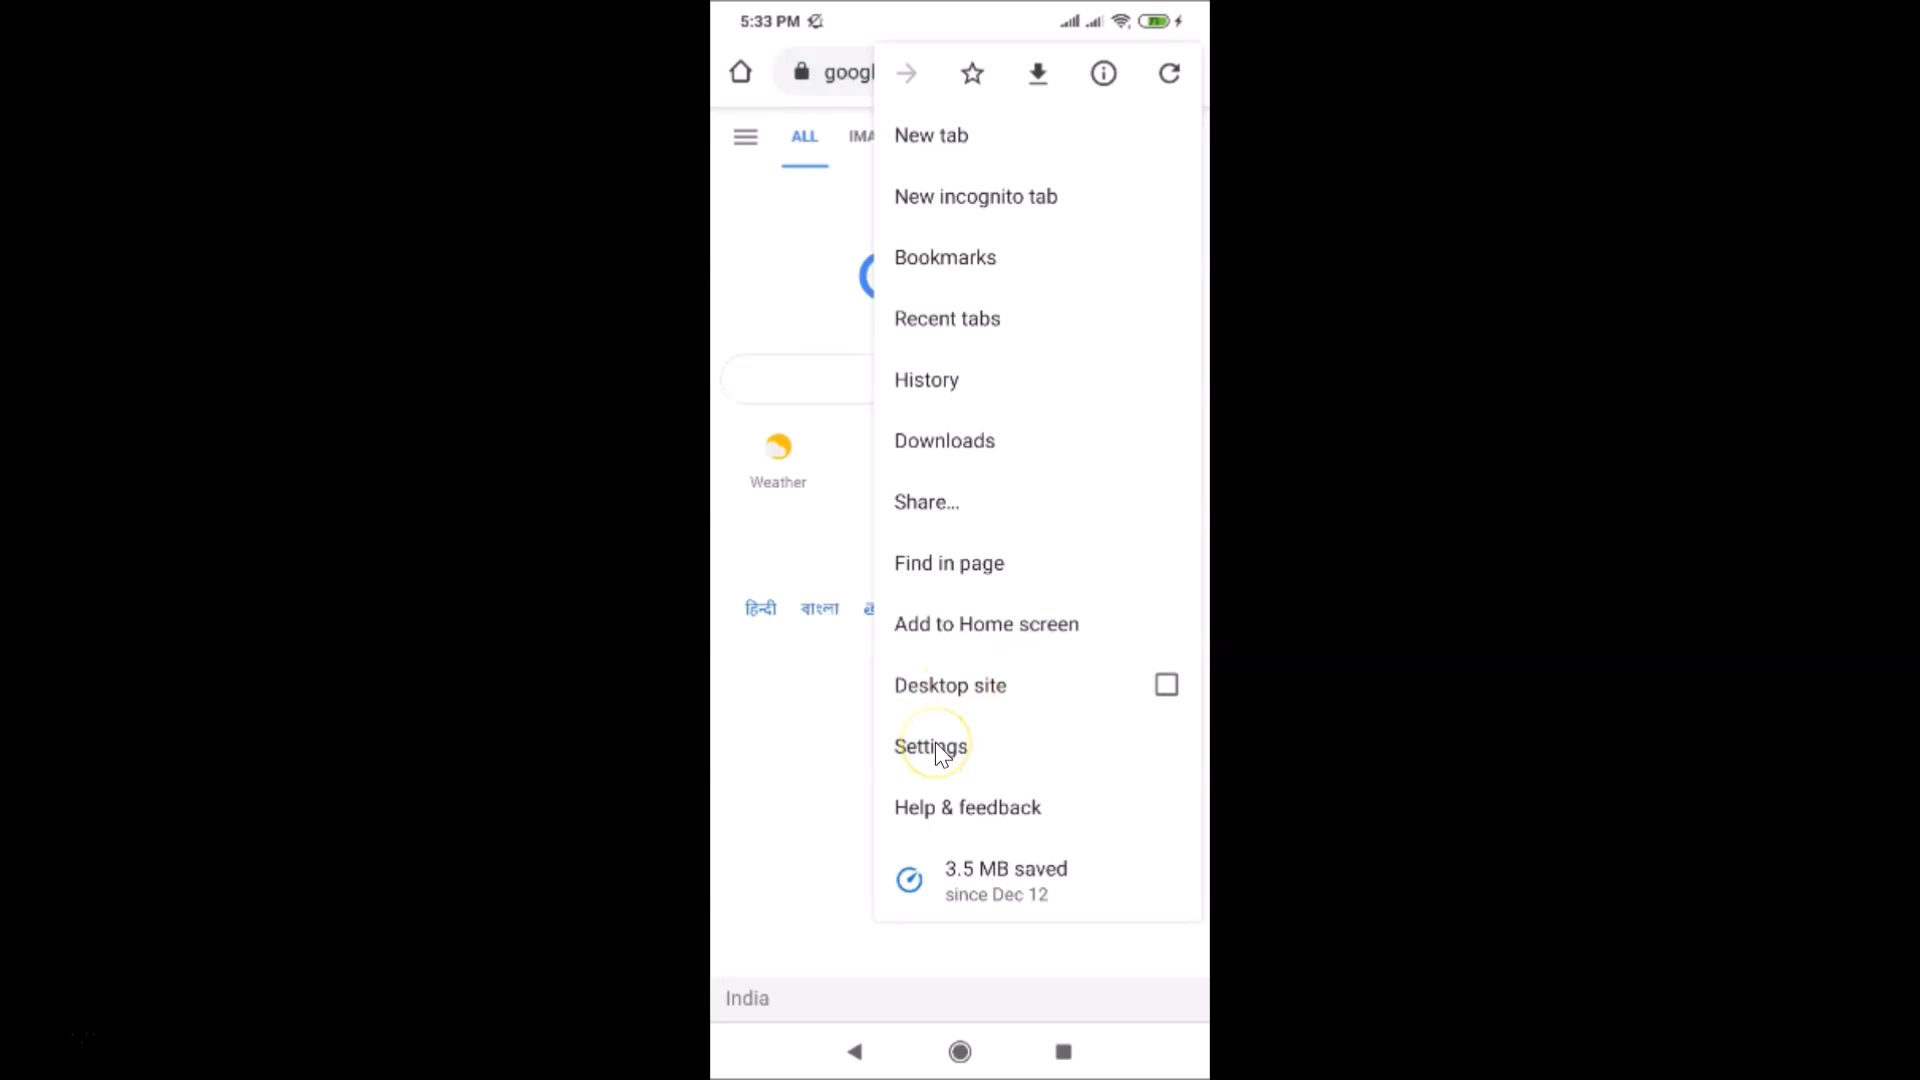 5:33 PM
googl
ALL IMA
New tab
New incognito tab
Bookmarks
Recent tabs
History
Downloads
Share...
Find in page
Add to Home screen
Desktop site
Settings
Help & feedback
3.5 MB saved
since Dec 12
Weather
हिन्दी বাংলা
India